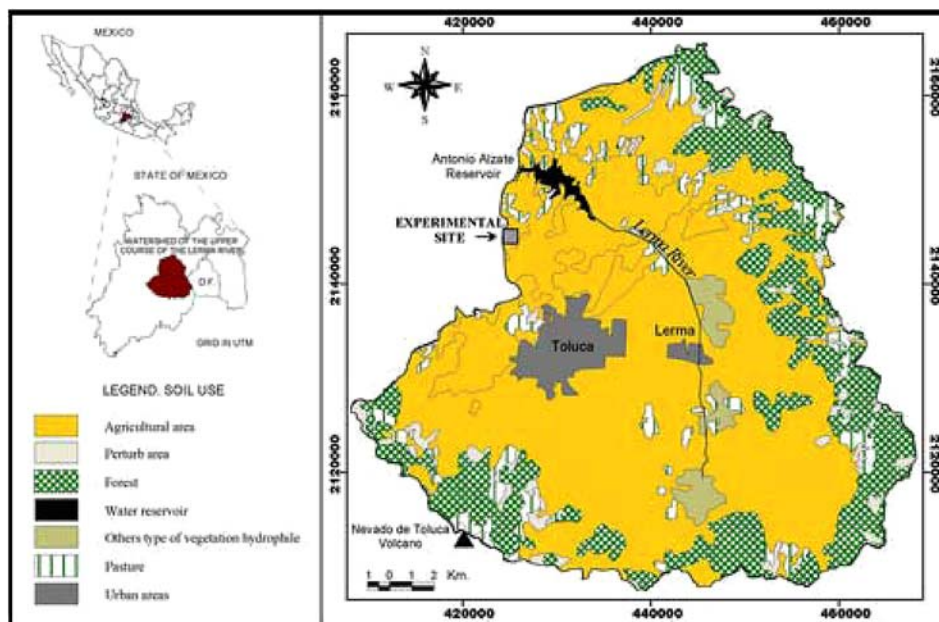 MEXICO
STATE OF MEXICO
WATERSHED OF THE UPPER
COURSE OF THE LERMA RIVER
D.F.
GRID IN UTM
LEGEND. SOIL USE
Agricultural area
Perturb area
Forest
Water reservoir
Others type of vegetation hydrophile
Pasture
Urban areas
420000
440000
460000
2160000
2160000
N
W
E
S
Antonio Alzate
Reservoir
EXPERIMENTAL
SITE
Lerma River
2140000
2140000
Toluca
Lerma
2120000
2120000
Nevado de Toluca
Volcano
1 0 1 2 Km.
420000
440000
460000